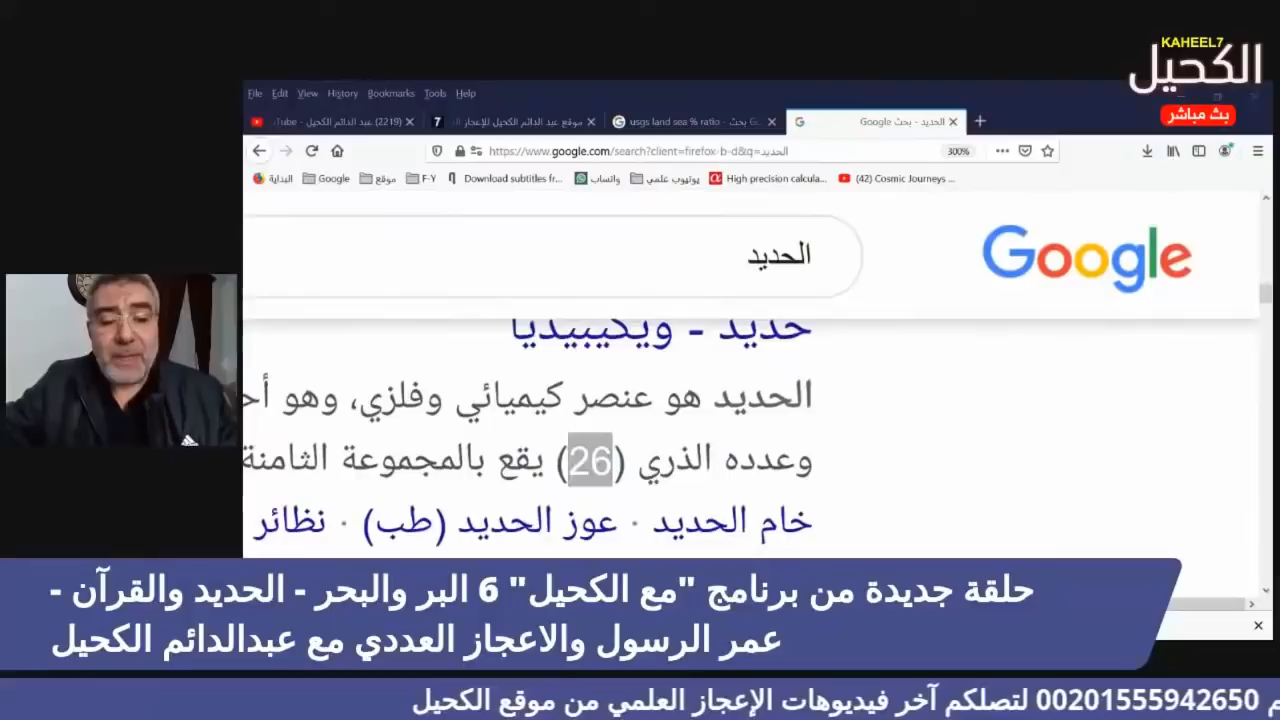 KAHEEL7
الكحيل
بث مباشر
File Edit View History Bookmarks Tools Help
(2219) عبد الدائم الكحيل - Tube
موقع عبد الدائم الكحيل للإعجاز ال
usgs land sea % ratio - بحث G
الحديد - بحث Google
https://www.google.com/search?client=firefox-b-d&q=الحديد
300%
البداية Google موقع F-Y Download subtitles fr... واتساب يوتيوب علمي High precision calcula... (42) Cosmic Journeys ...
الحديد
Google
حديد - ويكيبيديا
الحديد هو عنصر كيميائي وفلزي، وهو أح
وعدده الذري (26) يقع بالمجموعة الثامنة
خام الحديد · عوز الحديد (طب) · نظائر
حلقة جديدة من برنامج "مع الكحيل" 6 البر والبحر - الحديد والقرآن -
عمر الرسول والاعجاز العددي مع عبدالدائم الكحيل
م 00201555942650 لتصلكم آخر فيديوهات الإعجاز العلمي من موقع الكحيل